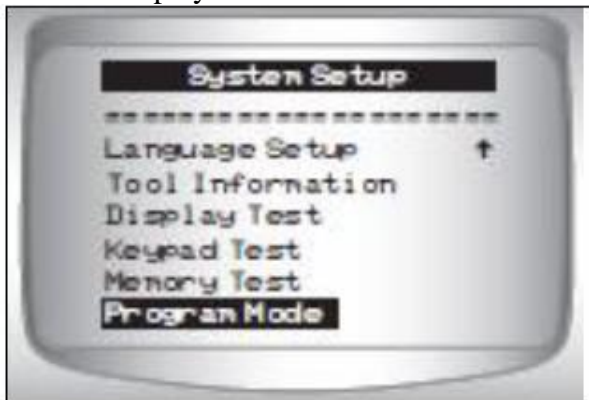 System Setup
------------------------
Language Setup ↑
Tool Information
Display Test
Keypad Test
Memory Test
Program Mode